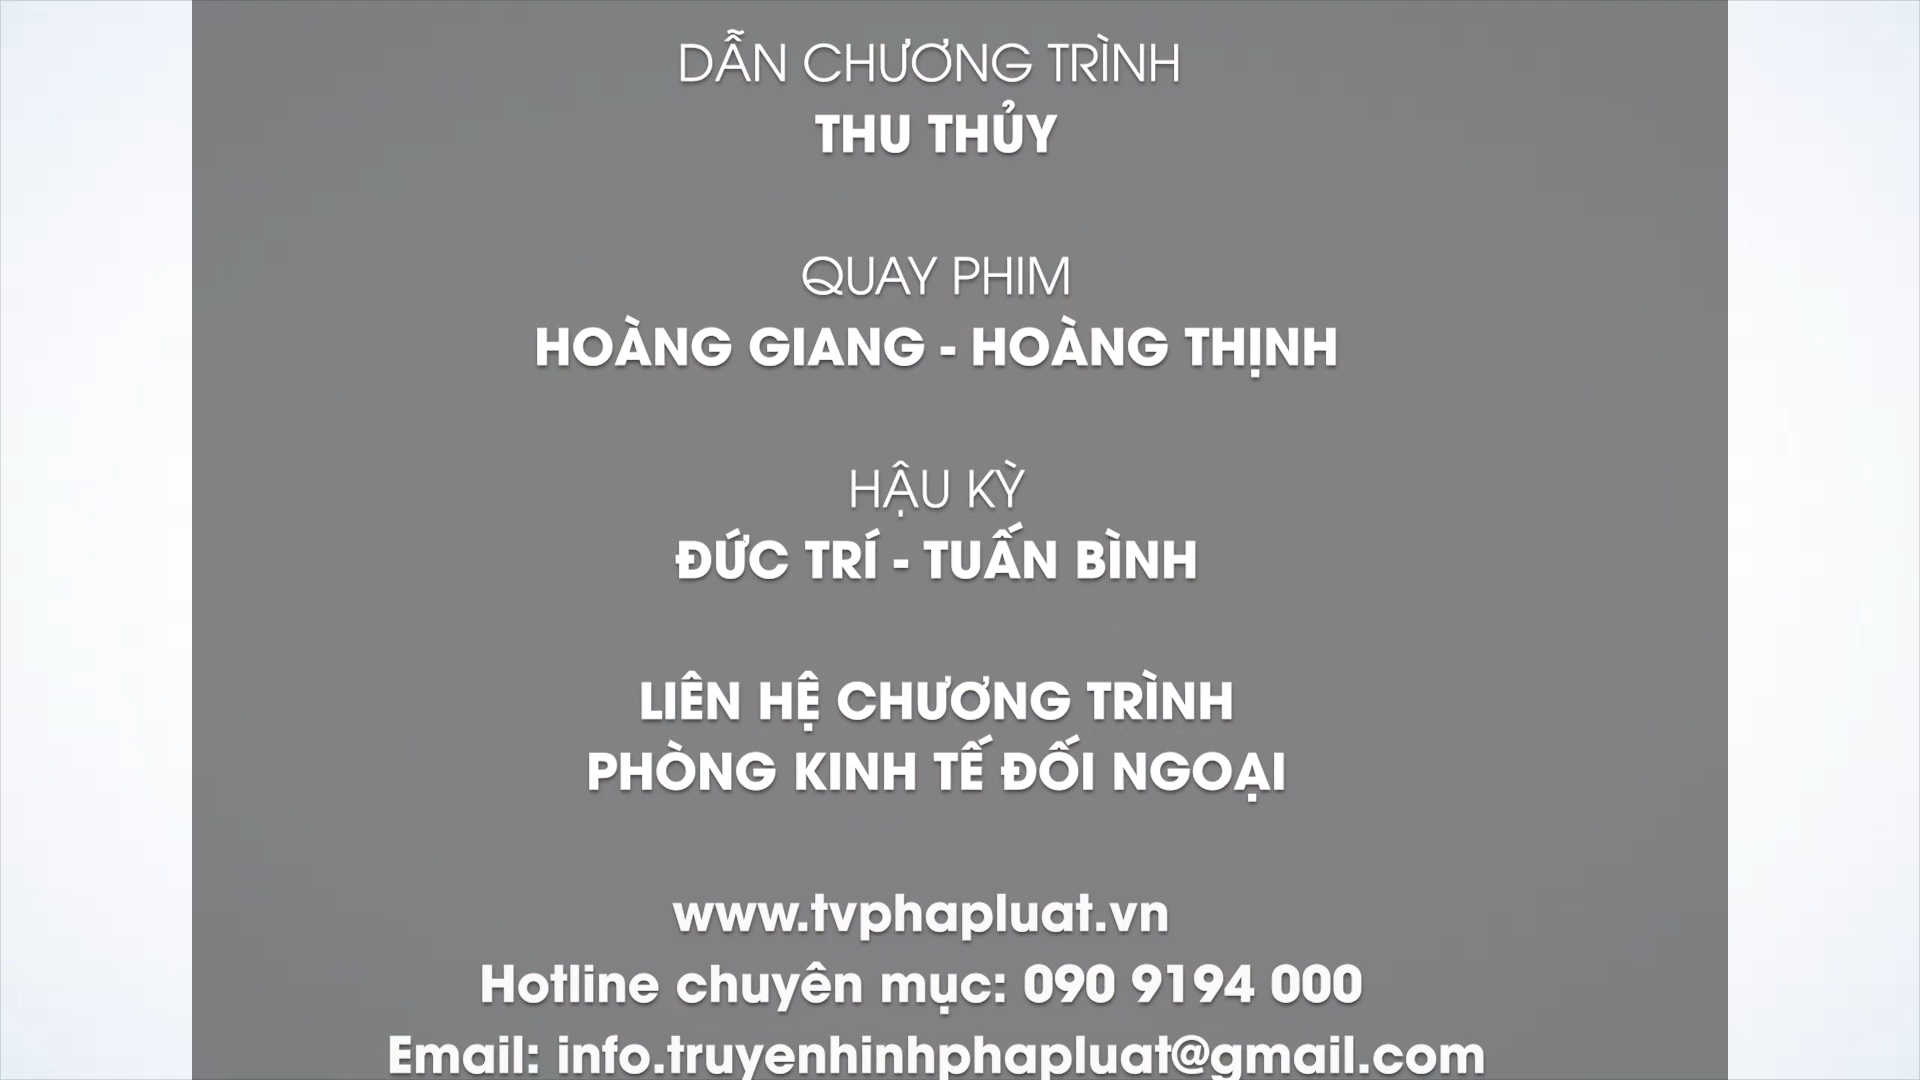 DẪN CHƯƠNG TRÌNH
THU THỦY
QUAY PHIM
HOÀNG GIANG - HOÀNG THỊNH
HẬU KỲ
ĐỨC TRÍ - TUẤN BÌNH
LIÊN HỆ CHƯƠNG TRÌNH
PHÒNG KINH TẾ ĐỐI NGOẠI
www.tvphapluat.vn
Hotline chuyên mục: 090 9194 000
Email: info.truyenhinhphapluat@gmail.com